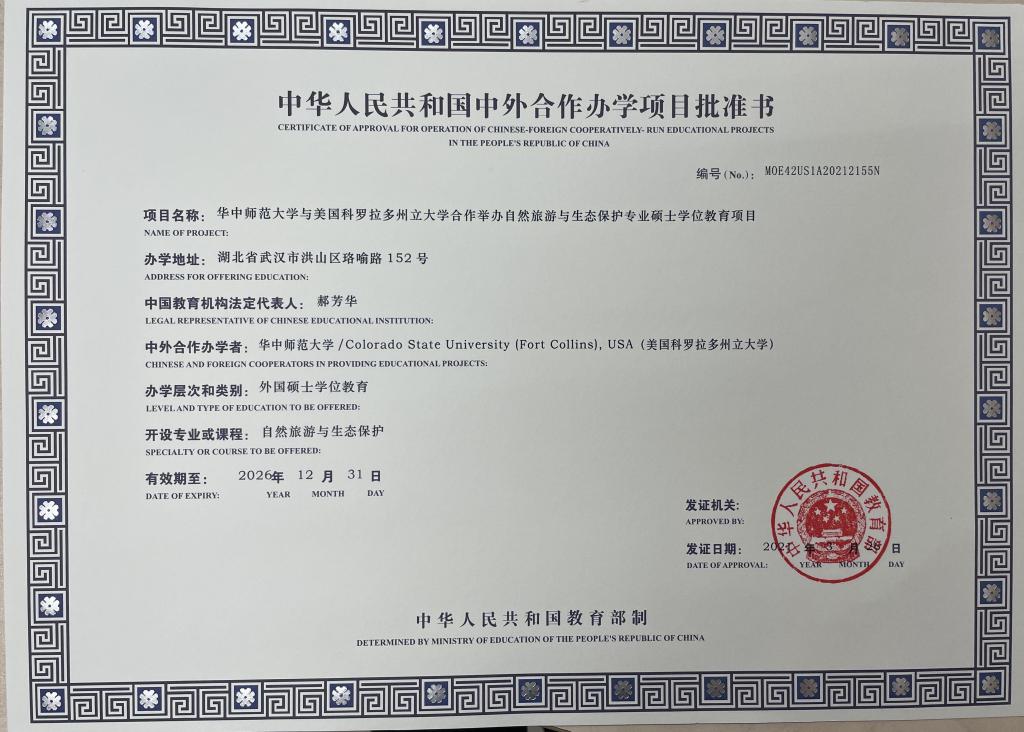 中华人民共和国中外合作办学项目批准书
CERTIFICATE OF APPROVAL FOR OPERATION OF CHINESE-FOREIGN COOPERATIVELY- RUN EDUCATIONAL PROJECTS
IN THE PEOPLE'S REPUBLIC OF CHINA
编号(No.): MOE42US1A20212155N
项目名称: 华中师范大学与美国科罗拉多州立大学合作举办自然旅游与生态保护专业硕士学位教育项目
NAME OF PROJECT:
办学地址: 湖北省武汉市洪山区珞喻路 152 号
ADDRESS FOR OFFERING EDUCATION:
中国教育机构法定代表人: 郝芳华
LEGAL REPRESENTATIVE OF CHINESE EDUCATIONAL INSTITUTION:
中外合作办学者: 华中师范大学 /Colorado State University (Fort Collins), USA (美国科罗拉多州立大学)
CHINESE AND FOREIGN COOPERATORS IN PROVIDING EDUCATIONAL PROJECTS:
办学层次和类别: 外国硕士学位教育
LEVEL AND TYPE OF EDUCATION TO BE OFFERED:
开设专业或课程: 自然旅游与生态保护
SPECIALTY OR COURSE TO BE OFFERED:
有效期至: 2026年 12 月 31 日
DATE OF EXPIRY: YEAR MONTH DAY
发证机关:
APPROVED BY:
中华人民共和国教育部
发证日期: 年 3 月 日
DATE OF APPROVAL: YEAR MONTH DAY
中华人民共和国教育部制
DETERMINED BY MINISTRY OF EDUCATION OF THE PEOPLE'S REPUBLIC OF CHINA